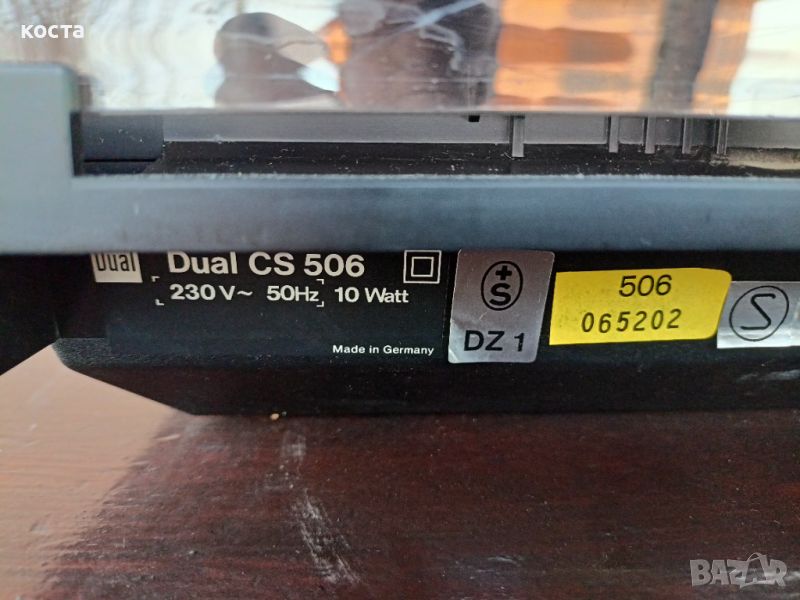 коста
Dual
Dual CS 506
230 V~ 50Hz 10 Watt
Made in Germany
+
S
DZ 1
506
065202
S
BAZAR